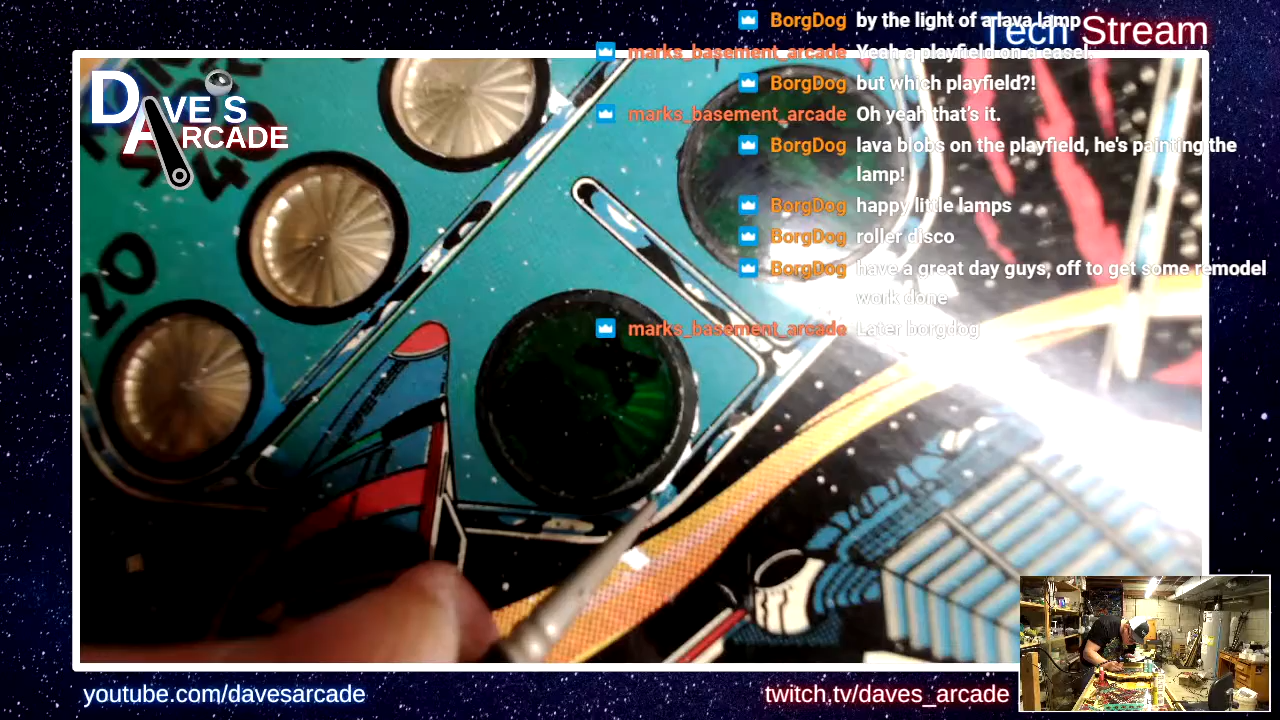 BorgDog by the light of a lava lamp
Tech Stream
marks_basement_arcade Yeah a playfield on a easel.
BorgDog but which playfield?!
marks_basement_arcade Oh yeah that's it.
BorgDog lava blobs on the playfield, he's painting the
lamp!
BorgDog happy little lamps
BorgDog roller disco
BorgDog have a great day guys, off to get some remodel
work done
marks_basement_arcade Later borgdog
DAVE'S
ARCADE
20
youtube.com/davesarcade
twitch.tv/daves_arcade